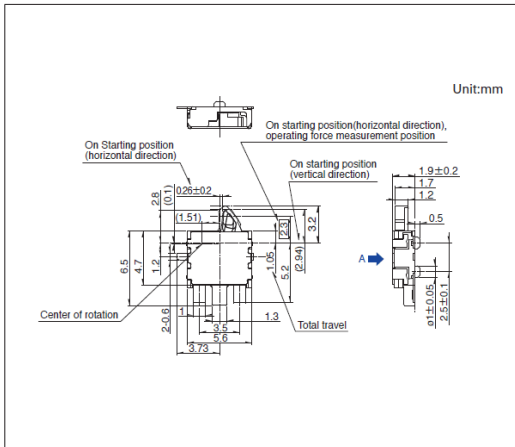 Unit:mm
On starting position(horizontal direction),
operating force measurement position
On Starting position
(horizontal direction)
On starting position
(vertical direction)
1.9±0.2
1.7
1.2
0.26±0.2
2.8
(0.1)
(1.51)
2.3
3.2
0.5
6.5
4.7
1.2
1.05
5.2
(2.94)
A
Center of rotation
2-0.6
1
1.3
Total travel
3.5
5.6
3.73
ø1±0.05
2.5±0.1